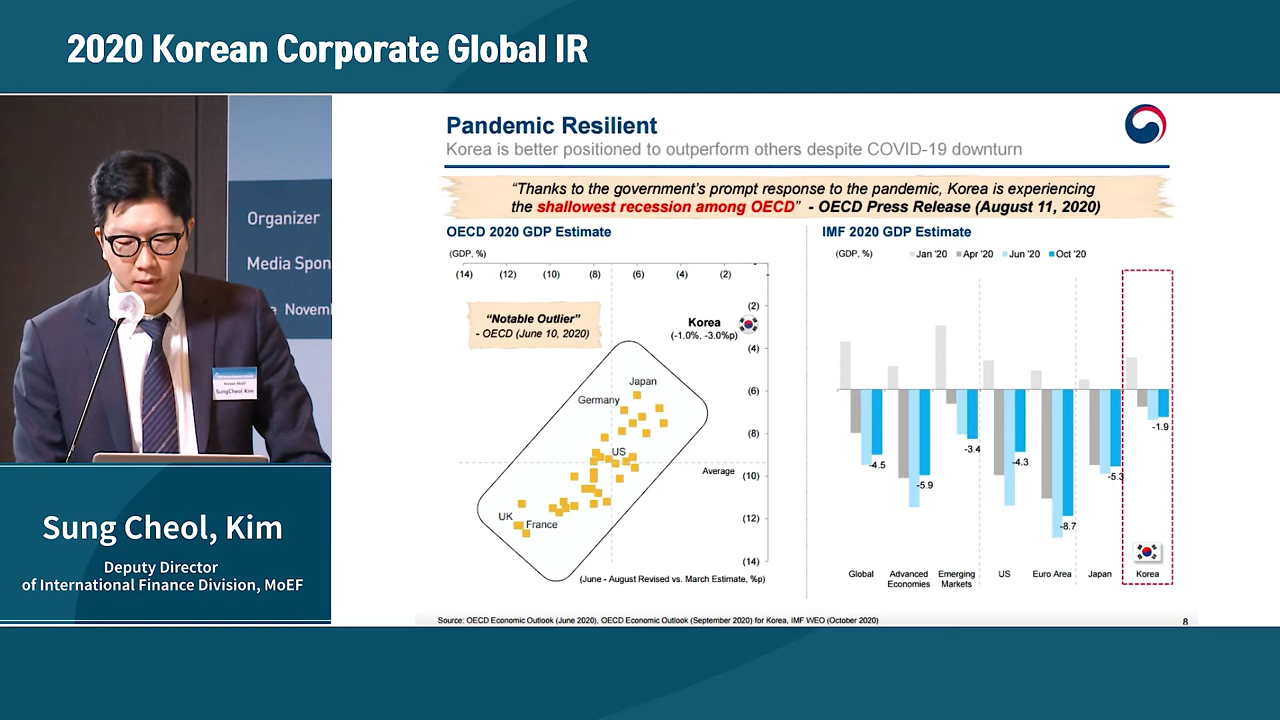 2020 Korean Corporate Global IR
Organizer
Media Spon
Novem
Korean MoEF
SungCheol Kim
Sung Cheol, Kim
Deputy Director
of International Finance Division, MoEF
Pandemic Resilient
Korea is better positioned to outperform others despite COVID-19 downturn
“Thanks to the government's prompt response to the pandemic, Korea is experiencing
the shallowest recession among OECD” - OECD Press Release (August 11, 2020)
OECD 2020 GDP Estimate
(GDP, %)
(14) (12) (10) (8) (6) (4) (2)
(2)
“Notable Outlier”
- OECD (June 10, 2020)
Korea
(-1.0%, -3.0%p)
(4)
Japan
(6)
Germany
(8)
US
Average
(10)
UK
France
(12)
(14)
(June - August Revised vs. March Estimate, %p)
IMF 2020 GDP Estimate
(GDP, %)
Jan '20 Apr '20 Jun '20 Oct '20
-4.5
-5.9
-3.4
-4.3
-8.7
-5.3
-1.9
Global
Advanced
Economies
Emerging
Markets
US
Euro Area
Japan
Korea
Source: OECD Economic Outlook (June 2020), OECD Economic Outlook (September 2020) for Korea, IMF WEO (October 2020)
8